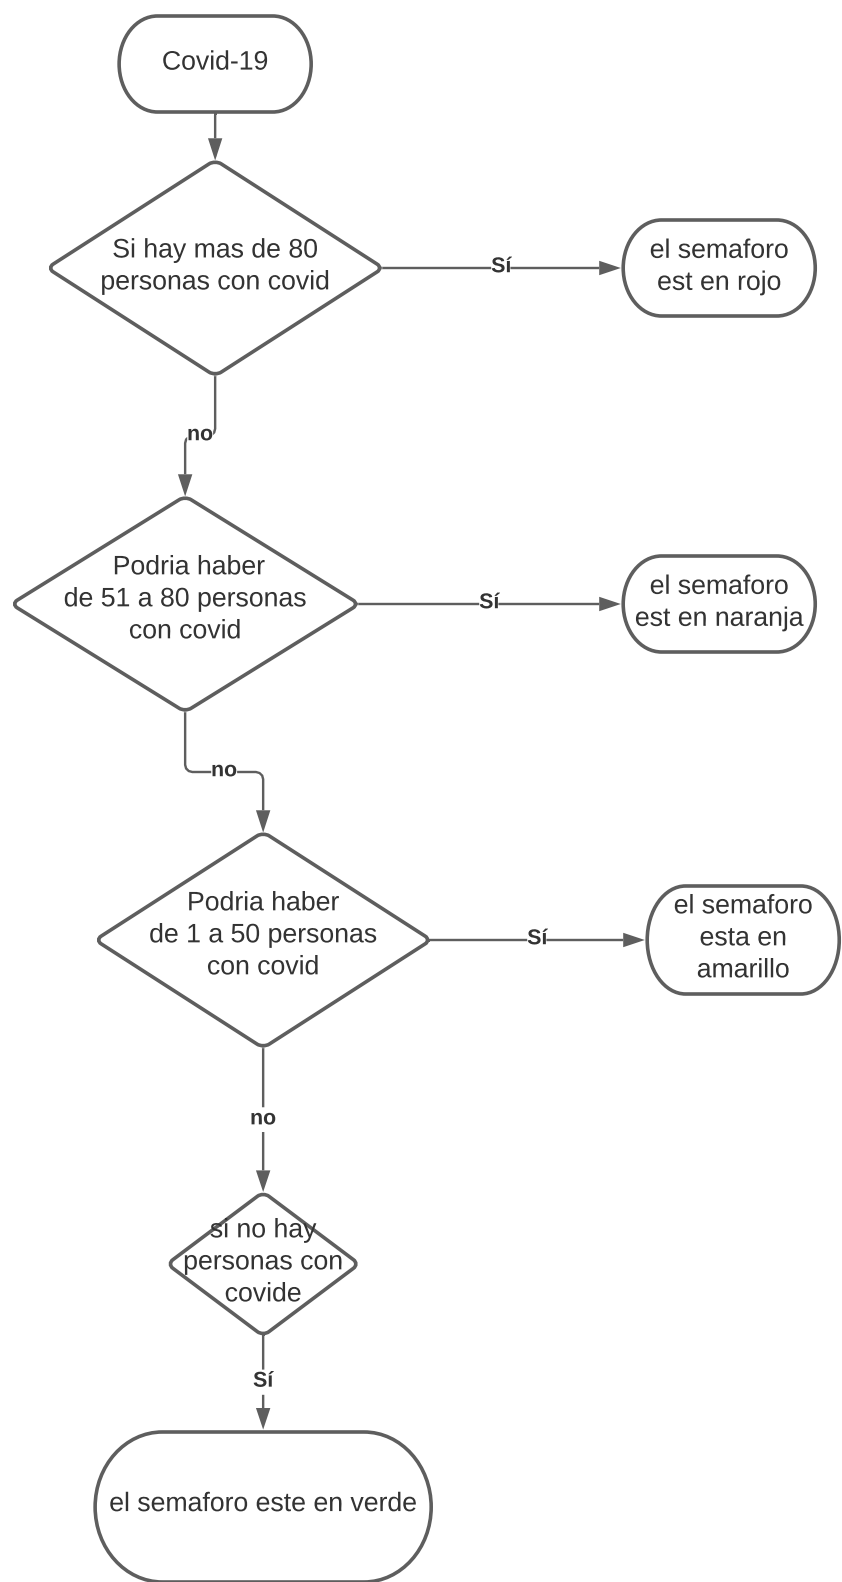 Covid-19
Si hay mas de 80
personas con covid
Sí
el semaforo
est en rojo
no
Podria haber
de 51 a 80 personas
con covid
Sí
el semaforo
est en naranja
no
Podria haber
de 1 a 50 personas
con covid
Sí
el semaforo
esta en
amarillo
no
si no hay
personas con
covide
Sí
el semaforo este en verde